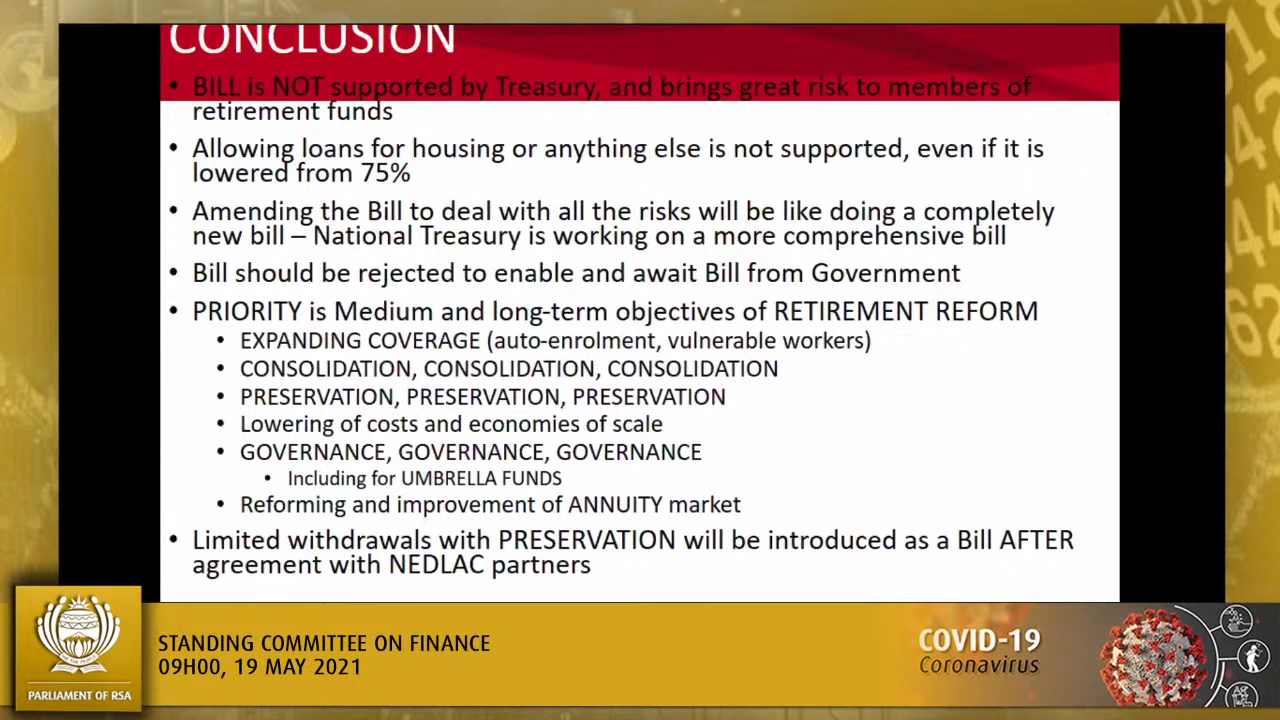 CONCLUSION
• BILL is NOT supported by Treasury, and brings great risk to members of
retirement funds
• Allowing loans for housing or anything else is not supported, even if it is
lowered from 75%
• Amending the Bill to deal with all the risks will be like doing a completely
new bill – National Treasury is working on a more comprehensive bill
• Bill should be rejected to enable and await Bill from Government
• PRIORITY is Medium and long-term objectives of RETIREMENT REFORM
• EXPANDING COVERAGE (auto-enrolment, vulnerable workers)
• CONSOLIDATION, CONSOLIDATION, CONSOLIDATION
• PRESERVATION, PRESERVATION, PRESERVATION
• Lowering of costs and economies of scale
• GOVERNANCE, GOVERNANCE, GOVERNANCE
• Including for UMBRELLA FUNDS
• Reforming and improvement of ANNUITY market
• Limited withdrawals with PRESERVATION will be introduced as a Bill AFTER
agreement with NEDLAC partners
STANDING COMMITTEE ON FINANCE
09H00, 19 MAY 2021
PARLIAMENT OF RSA
COVID-19
Coronavirus